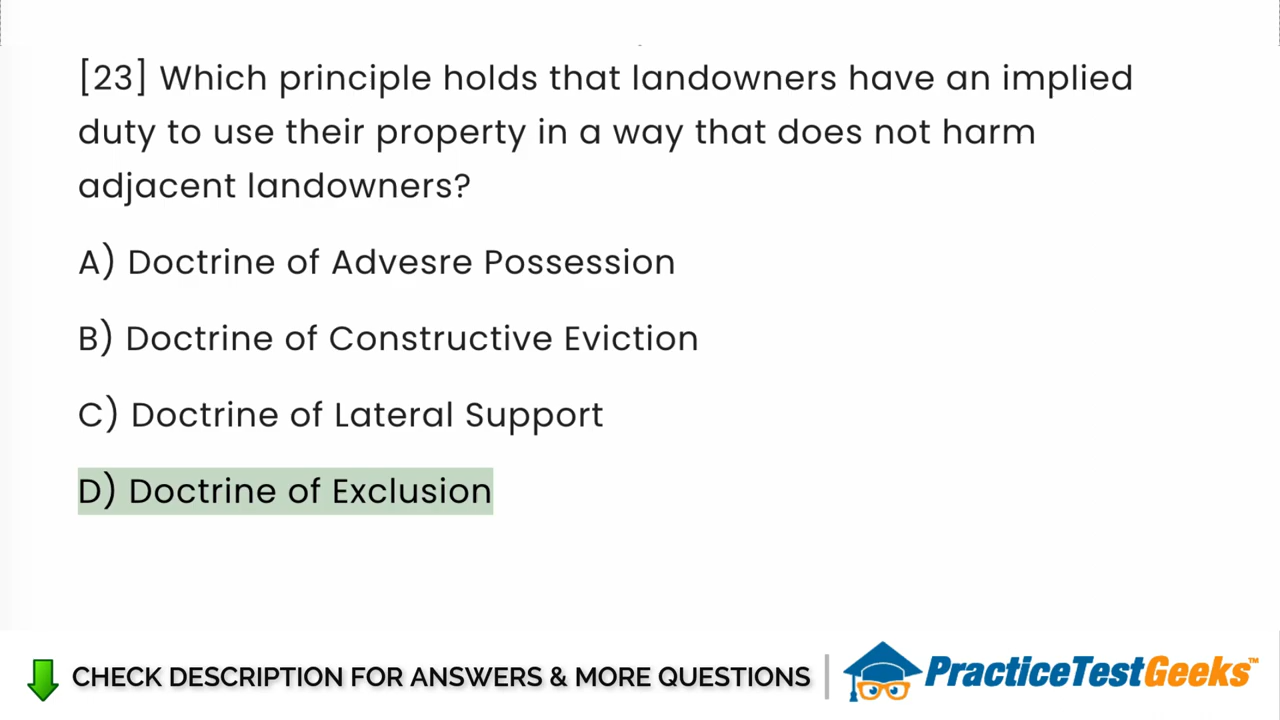 [23] Which principle holds that landowners have an implied
duty to use their property in a way that does not harm
adjacent landowners?
A) Doctrine of Advesre Possession
B) Doctrine of Constructive Eviction
C) Doctrine of Lateral Support
D) Doctrine of Exclusion
CHECK DESCRIPTION FOR ANSWERS & MORE QUESTIONS
PracticeTestGeeks™